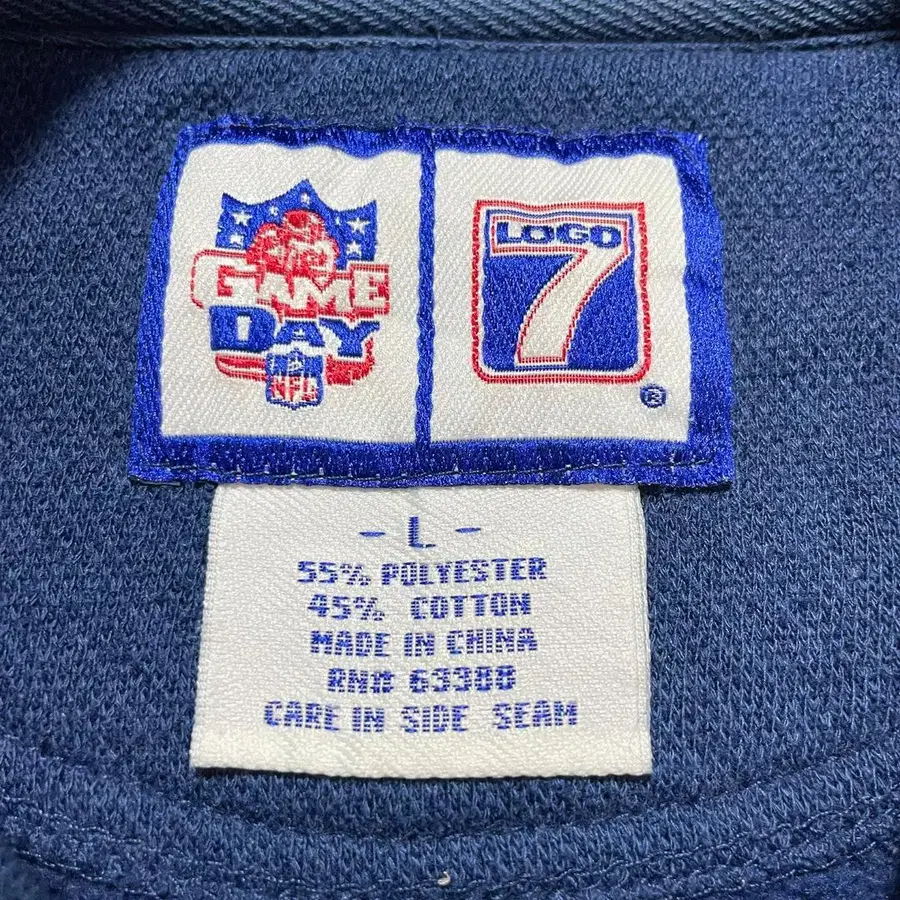 GAME
DAY
NFL
LOGO
7
®
- L -
55% POLYESTER
45% COTTON
MADE IN CHINA
RN# 63388
CARE IN SIDE SEAM